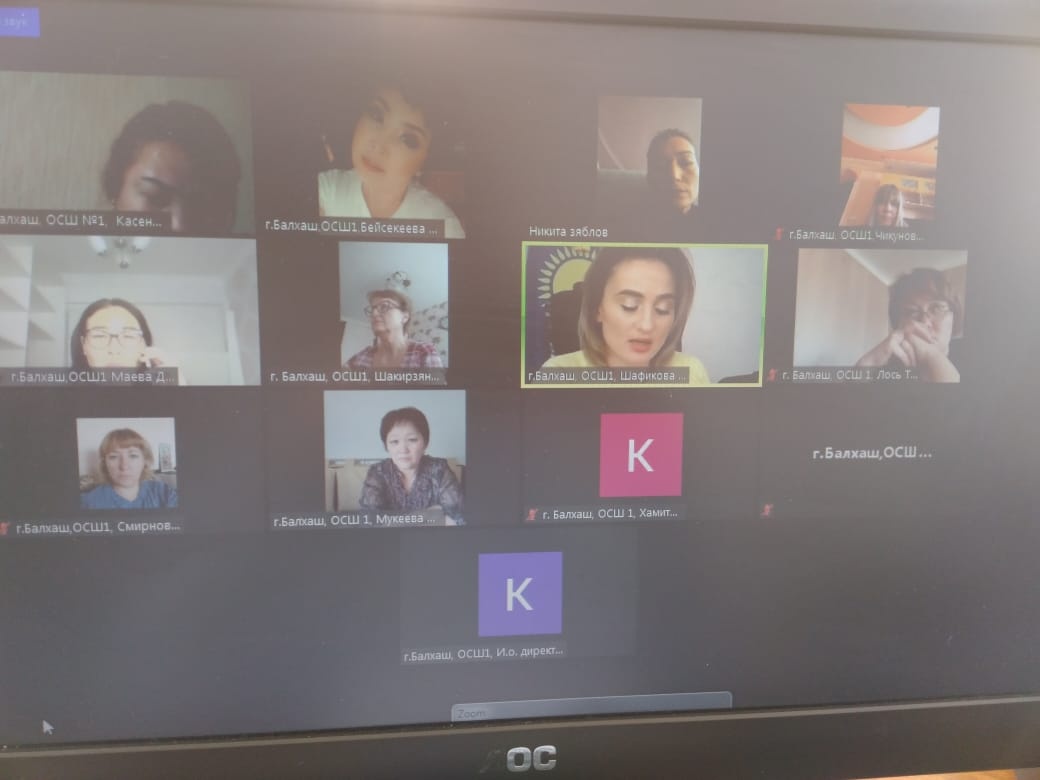 звук
алхаш, ОСШ №1, Касен...
г.Балхаш,ОСШ1,Бейсекеева ...
Никита зяблов
г.Балхаш, ОСШ1,Чикунов...
г.Балхаш,ОСШ1 Маева Д...
г. Балхаш, ОСШ1, Шакирзян...
г.Балхаш, ОСШ1, Шафикова ...
г. Балхаш, ОСШ 1, Лось Т...
г.Балхаш,ОСШ1, Смирнов...
г.Балхаш, ОСШ 1, Мукеева ...
К
г. Балхаш, ОСШ 1, Хамит...
г.Балхаш,ОСШ ...
К
г.Балхаш, ОСШ1, И.о. директ...
Zoom
OC